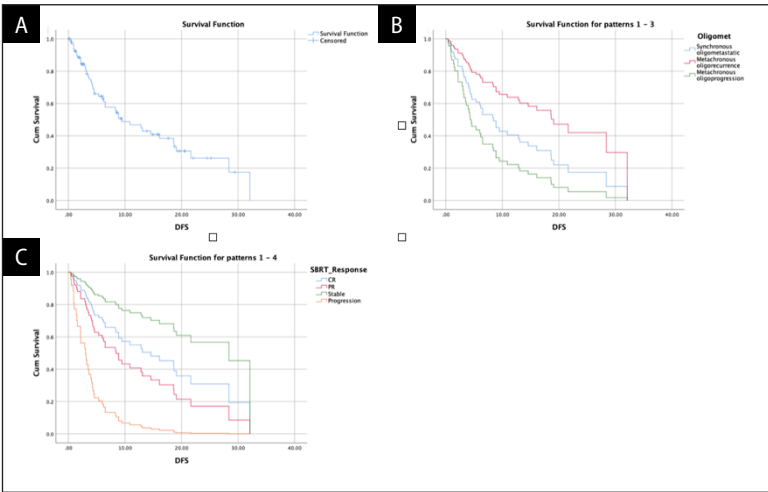 A
Survival Function
Survival Function
Censored
Cum Survival
1.0
0.8
0.6
0.4
0.2
0.0
.00
10.00
20.00
30.00
40.00
DFS
B
Survival Function for patterns 1 - 3
Oligomet
Synchronous
oligometastatic
Metachronous
oligorecurrence
Metachronous
oligoprogression
Cum Survival
1.0
0.8
0.6
0.4
0.2
0.0
.00
10.00
20.00
30.00
40.00
DFS
C
Survival Function for patterns 1 - 4
SBRT_Response
CR
PR
Stable
Progression
Cum Survival
1.0
0.8
0.6
0.4
0.2
0.0
.00
10.00
20.00
30.00
40.00
DFS